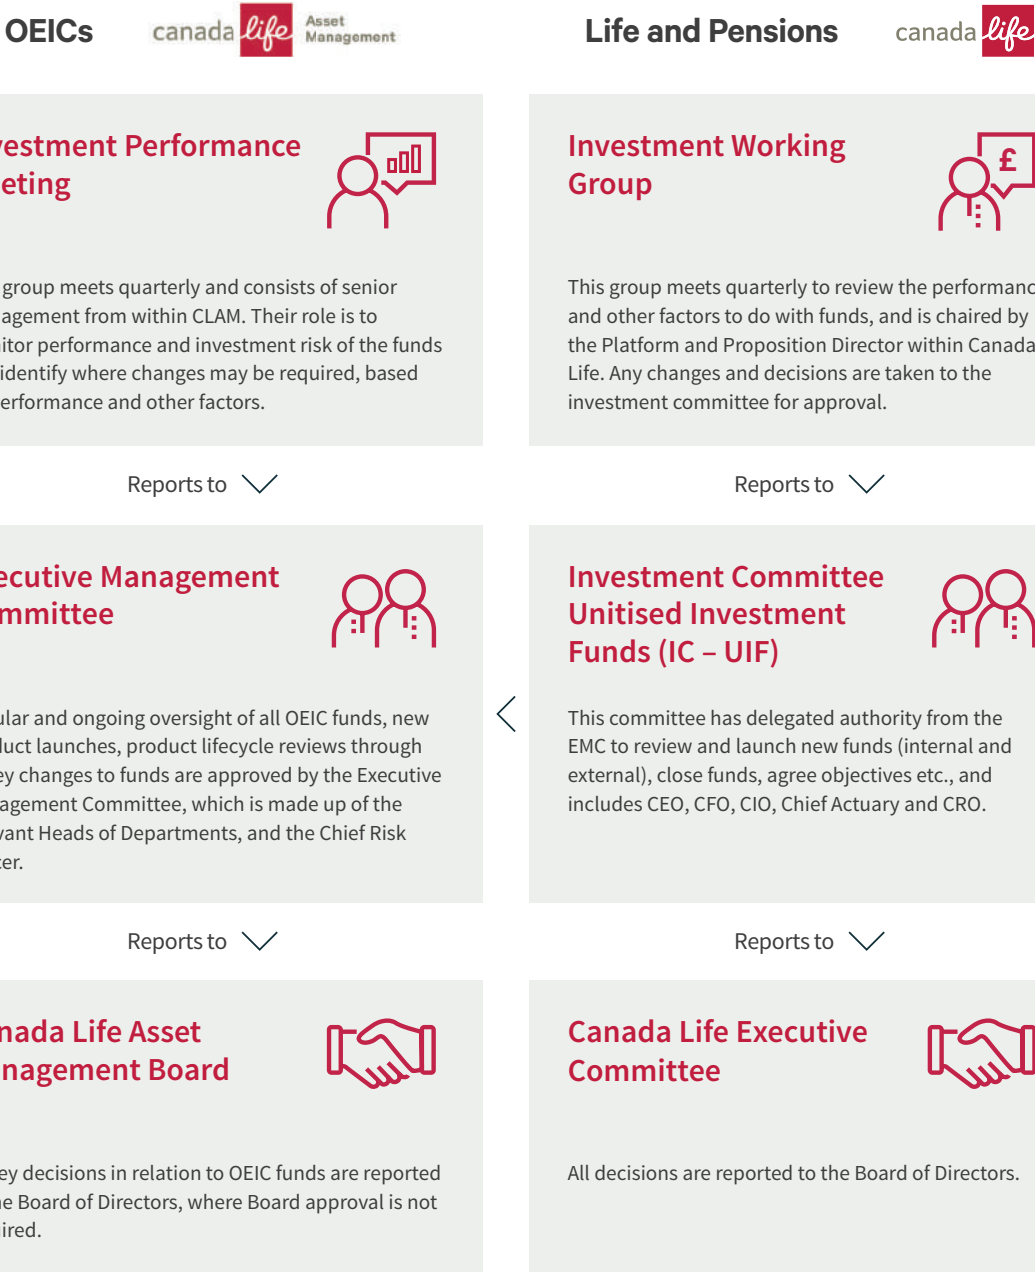 OEICs
canada life Asset
Management
vestment Performance
eting
group meets quarterly and consists of senior
agement from within CLAM. Their role is to
itor performance and investment risk of the funds
identify where changes may be required, based
erformance and other factors.
Reports to
ecutive Management
mmittee
ular and ongoing oversight of all OEIC funds, new
duct launches, product lifecycle reviews through
ey changes to funds are approved by the Executive
agement Committee, which is made up of the
vant Heads of Departments, and the Chief Risk
cer.
Reports to
nada Life Asset
nagement Board
ey decisions in relation to OEIC funds are reported
he Board of Directors, where Board approval is not
uired.
Life and Pensions
canada life
Investment Working
Group
£
This group meets quarterly to review the performanc
and other factors to do with funds, and is chaired by
the Platform and Proposition Director within Canada
Life. Any changes and decisions are taken to the
investment committee for approval.
Reports to
Investment Committee
Unitised Investment
Funds (IC – UIF)
This committee has delegated authority from the
EMC to review and launch new funds (internal and
external), close funds, agree objectives etc., and
includes CEO, CFO, CIO, Chief Actuary and CRO.
Reports to
Canada Life Executive
Committee
All decisions are reported to the Board of Directors.